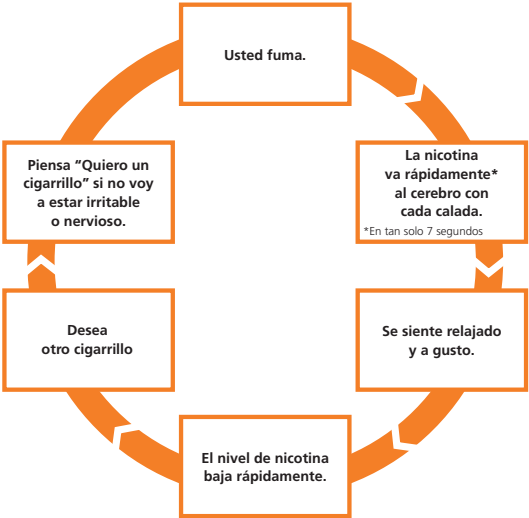 Usted fuma.
La nicotina
va rápidamente*
al cerebro con
cada calada.
*En tan solo 7 segundos
Se siente relajado
y a gusto.
El nivel de nicotina
baja rápidamente.
Desea
otro cigarrillo
Piensa “Quiero un
cigarrillo” si no voy
a estar irritable
o nervioso.